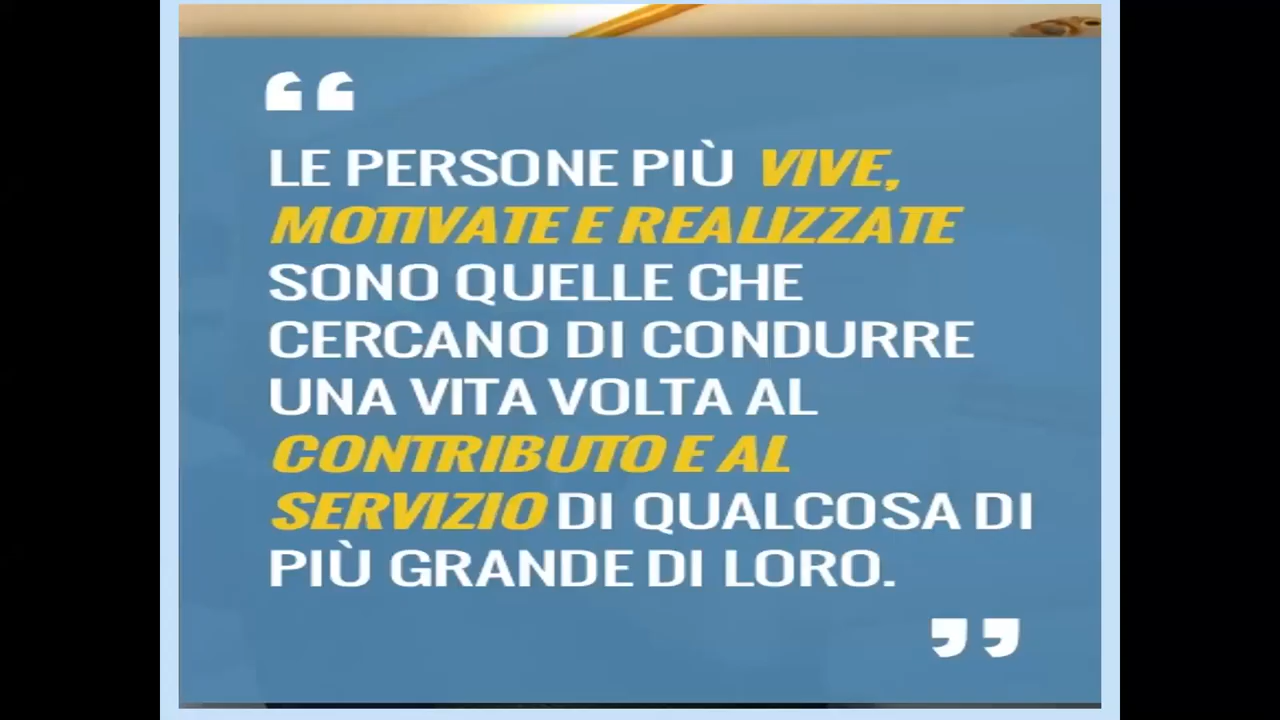 “
LE PERSONE PIÙ VIVE,
MOTIVATE E REALIZZATE
SONO QUELLE CHE
CERCANO DI CONDURRE
UNA VITA VOLTA AL
CONTRIBUTO E AL
SERVIZIO DI QUALCOSA DI
PIÙ GRANDE DI LORO.
”